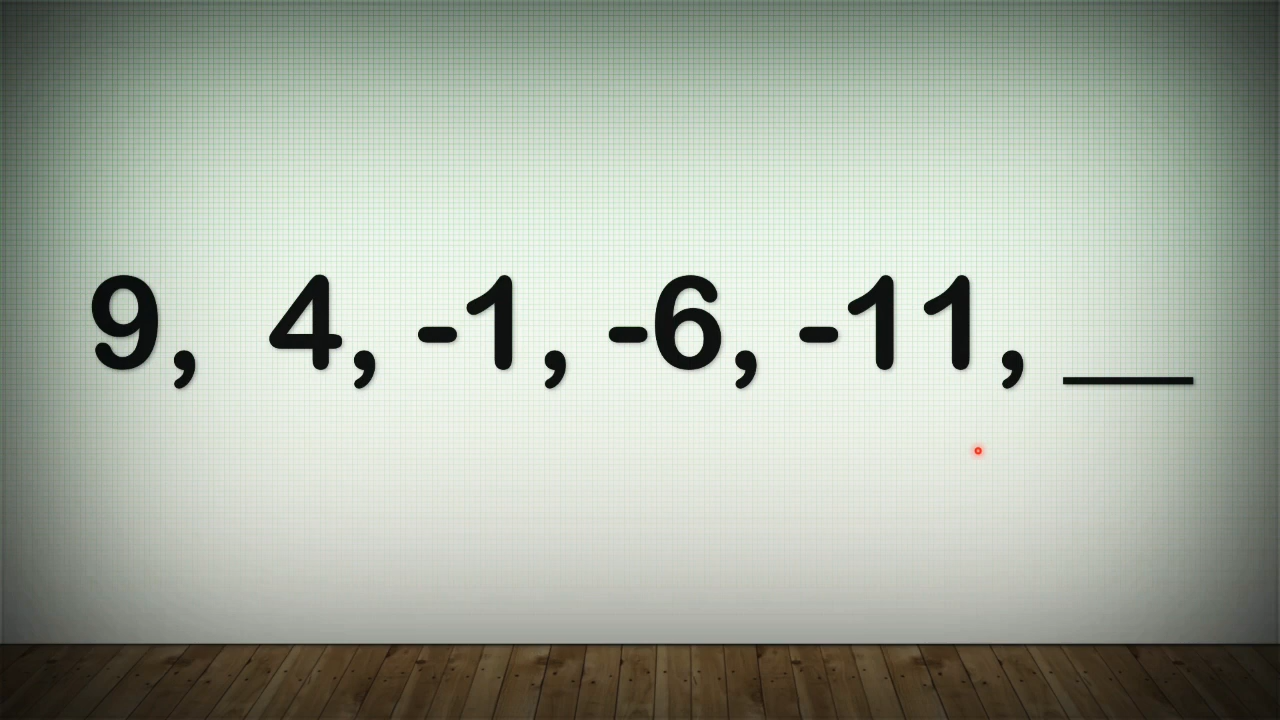 9, 4, -1, -6, -11, __